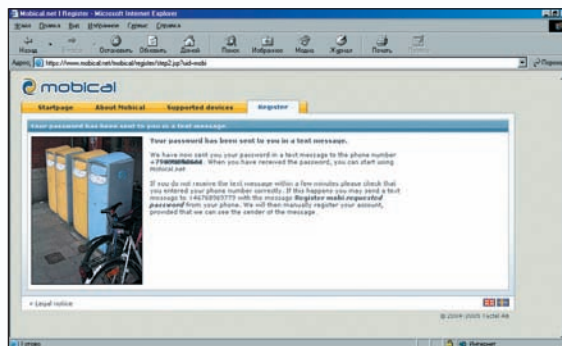 Mobical.net | Register - Microsoft Internet Explorer
Файл Правка Вид Избранное Сервис Справка
Назад Остановить Обновить Домой Поиск Избранное Медиа Журнал Печать
Адрес https://www.mobical.net/mobical/register/step2.jsp?uid=mobi
mobical
Startpage About Mobical Supported devices Register
Your password has been sent to you in a text message.
Your password has been sent to you in a text message.
We have now sent you your password in a text message to the phone number
. When you have received the password, you can start using
Mobical.net
If you do not receive the text message within a few minutes please check that
you entered your phone number correctly. If this happens you may send a text
message to with the message Register mobi requested
password from your phone. We will then manually register your account,
provided that we can see the sender of the message.
» Legal notice
© 2004-2005 Tactel AB
Готово Интернет